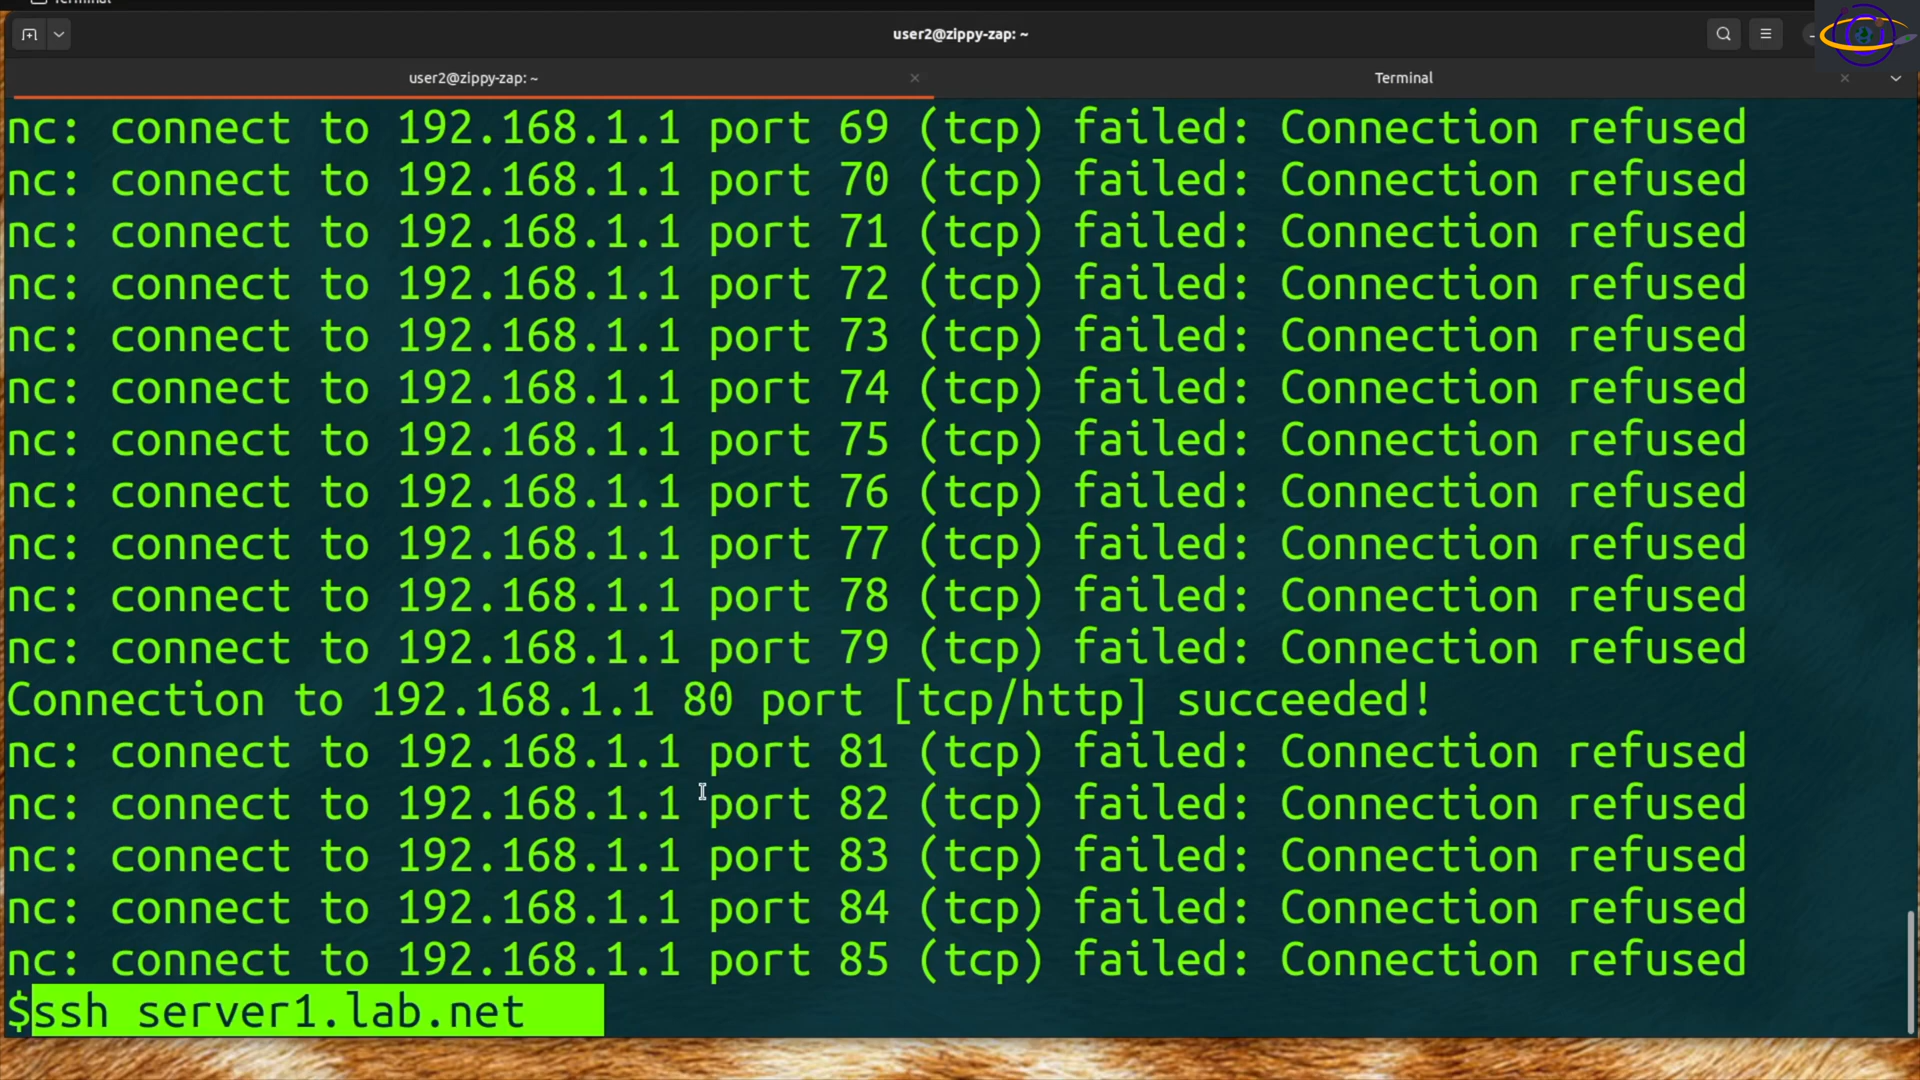 Terminal
user2@zippy-zap: ~
user2@zippy-zap: ~
Terminal
nc: connect to 192.168.1.1 port 69 (tcp) failed: Connection refused
nc: connect to 192.168.1.1 port 70 (tcp) failed: Connection refused
nc: connect to 192.168.1.1 port 71 (tcp) failed: Connection refused
nc: connect to 192.168.1.1 port 72 (tcp) failed: Connection refused
nc: connect to 192.168.1.1 port 73 (tcp) failed: Connection refused
nc: connect to 192.168.1.1 port 74 (tcp) failed: Connection refused
nc: connect to 192.168.1.1 port 75 (tcp) failed: Connection refused
nc: connect to 192.168.1.1 port 76 (tcp) failed: Connection refused
nc: connect to 192.168.1.1 port 77 (tcp) failed: Connection refused
nc: connect to 192.168.1.1 port 78 (tcp) failed: Connection refused
nc: connect to 192.168.1.1 port 79 (tcp) failed: Connection refused
Connection to 192.168.1.1 80 port [tcp/http] succeeded!
nc: connect to 192.168.1.1 port 81 (tcp) failed: Connection refused
nc: connect to 192.168.1.1 port 82 (tcp) failed: Connection refused
nc: connect to 192.168.1.1 port 83 (tcp) failed: Connection refused
nc: connect to 192.168.1.1 port 84 (tcp) failed: Connection refused
nc: connect to 192.168.1.1 port 85 (tcp) failed: Connection refused
$ssh server1.lab.net